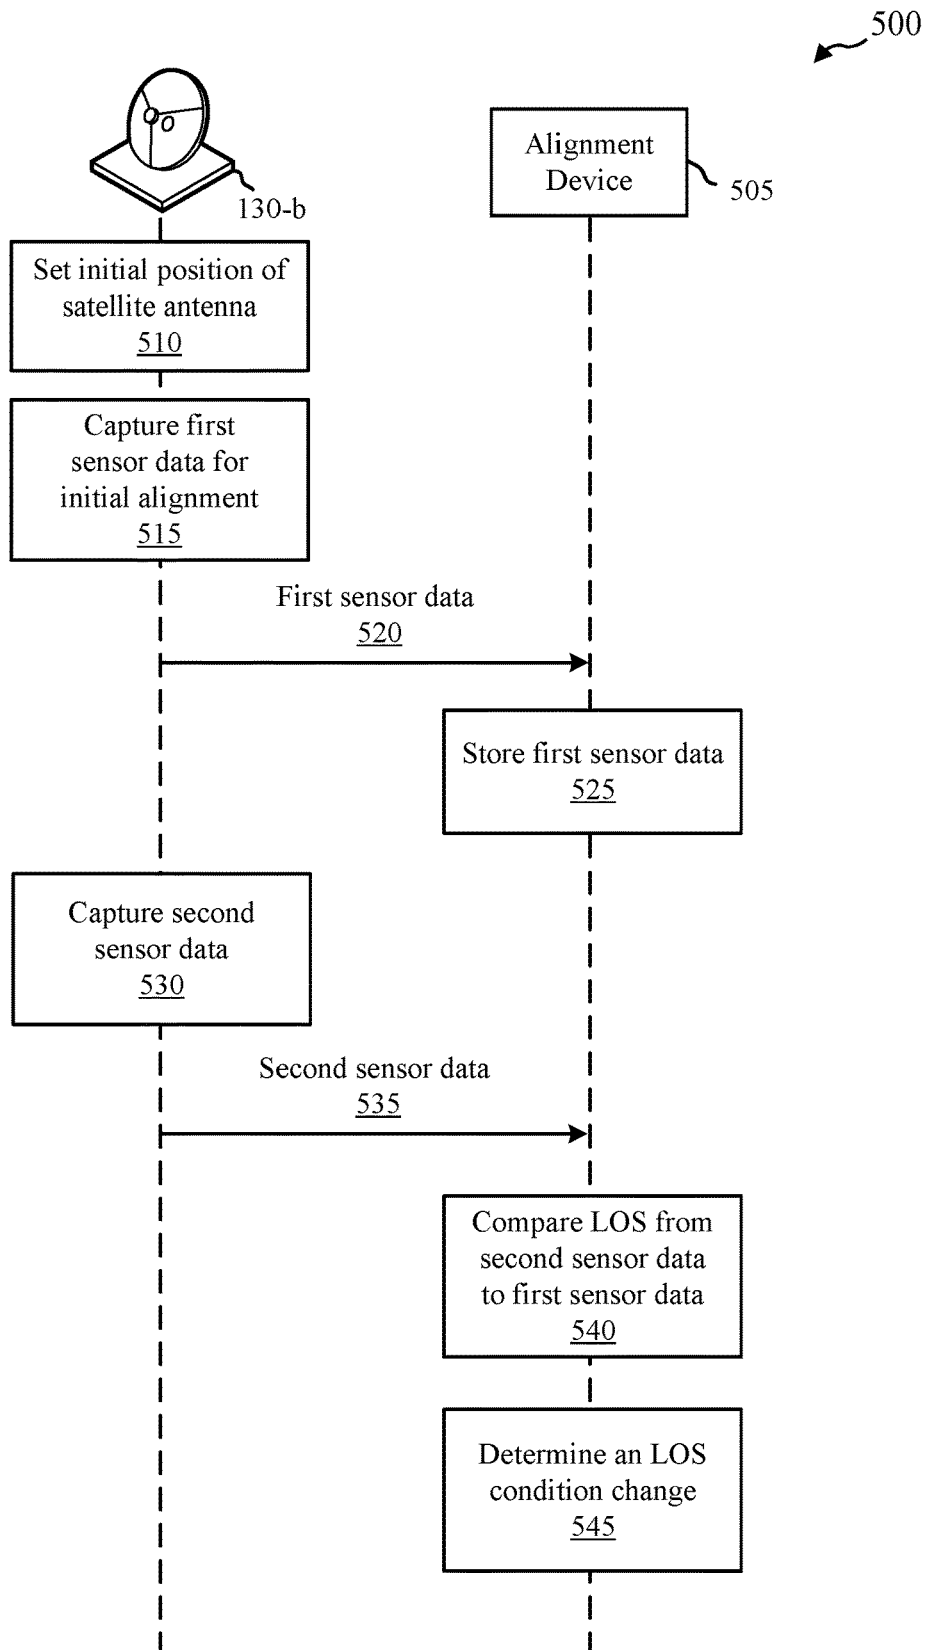 500
Alignment
Device
505
130-b
Set initial position of
satellite antenna
510
Capture first
sensor data for
initial alignment
515
First sensor data
520
Store first sensor data
525
Capture second
sensor data
530
Second sensor data
535
Compare LOS from
second sensor data
to first sensor data
540
Determine an LOS
condition change
545